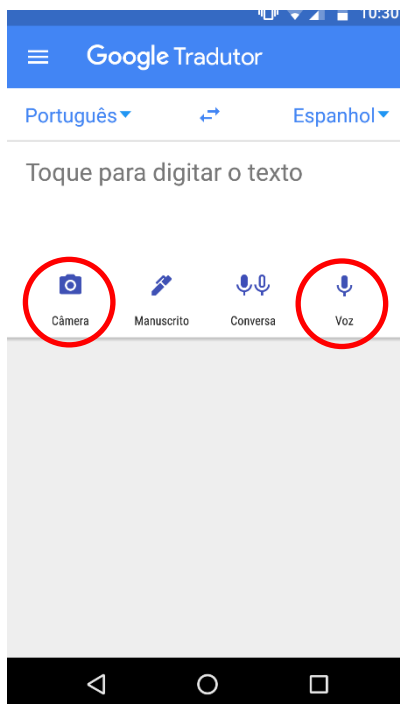 10:30
Google Tradutor
Português Espanhol
Toque para digitar o texto
Câmera Manuscrito Conversa Voz